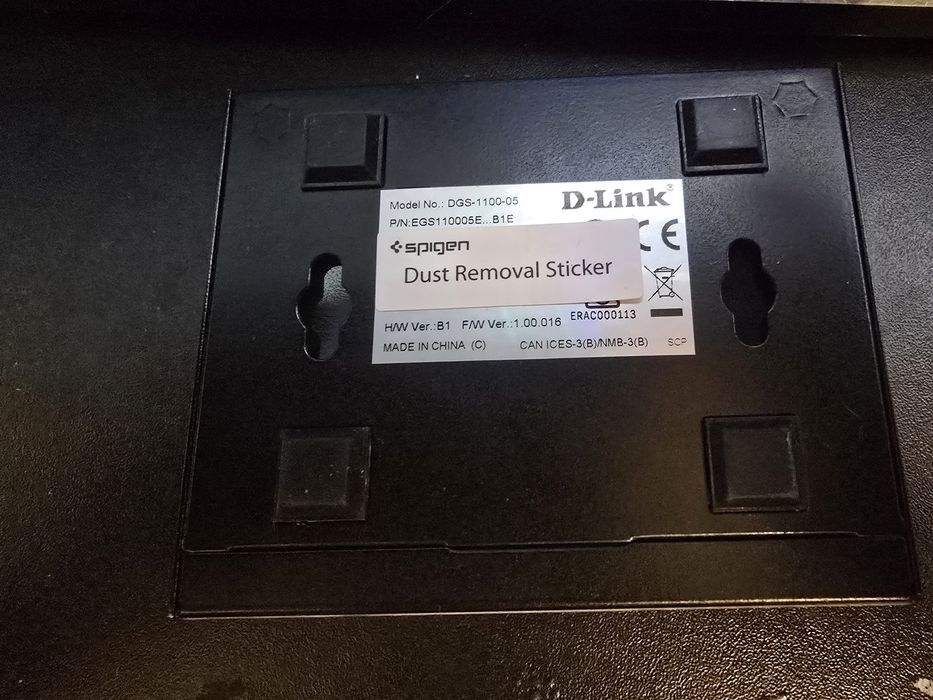 D-Link®
Model No.: DGS-1100-05
P/N:EGS110005E...B1E
CE
spigen
Dust Removal Sticker
ERAC000113
H/W Ver.:B1 F/W Ver.:1.00.016
MADE IN CHINA (C) CAN ICES-3(B)/NMB-3(B) SCP